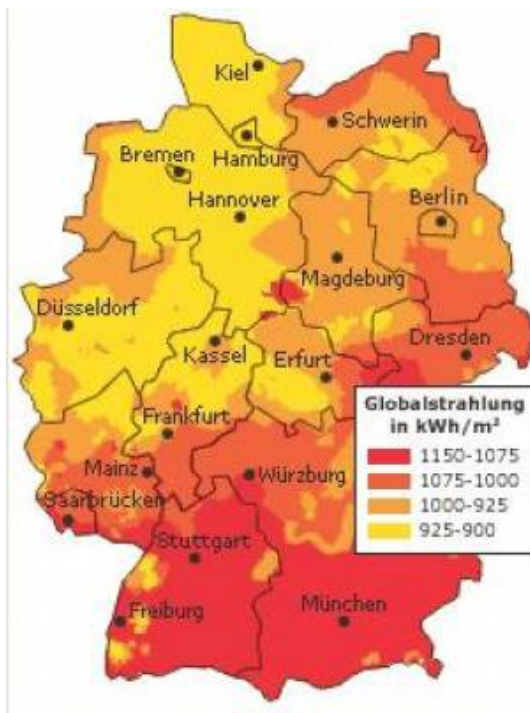 Kiel
Schwerin
Hamburg
Bremen
Hannover
Berlin
Magdeburg
Düsseldorf
Kassel
Erfurt
Dresden
Frankfurt
Mainz
Würzburg
Saarbrücken
Stuttgart
Freiburg
München
Globalstrahlung
in kWh/m²
1150-1075
1075-1000
1000-925
925-900